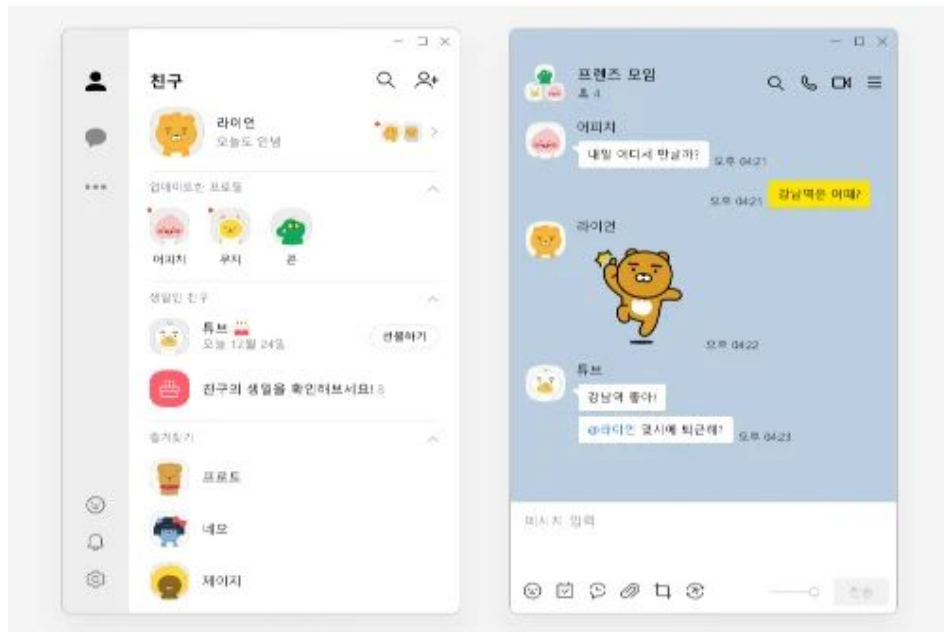 친구
라이언
오늘도 안녕
업데이트한 프로필
어피치
무지
콘
생일인 친구
튜브
오늘 12월 24일
선물하기
친구의 생일을 확인해보세요! 8
즐겨찾기
프로도
네오
제이지
프렌즈 모임
4
어피치
내일 어디서 만날까?
오후 04:21
강남역은 어때?
오후 04:21
라이언
오후 04:22
튜브
강남역 좋아!
@라이언 몇시에 퇴근해?
오후 04:23
메시지 입력
전송